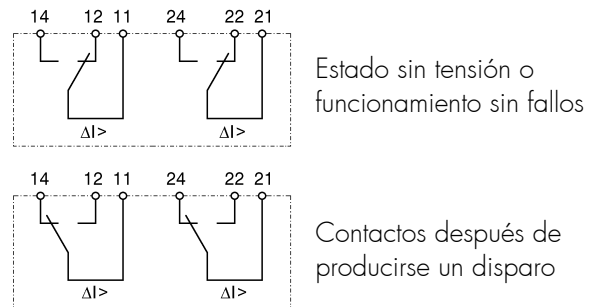 14 12 11 24 22 21
ΔI> ΔI>
Estado sin tensión o
funcionamiento sin fallos
14 12 11 24 22 21
ΔI> ΔI>
Contactos después de
producirse un disparo